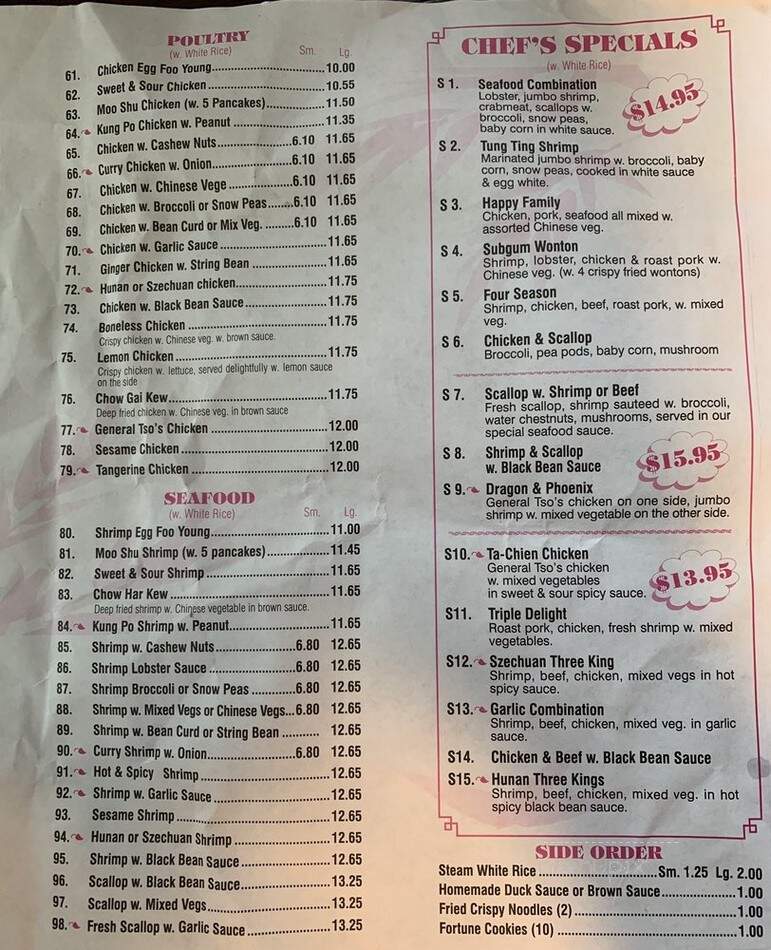 POULTRY
(w. White Rice) Sm. Lg.
61. Chicken Egg Foo Young 10.00
62. Sweet & Sour Chicken 10.55
63. Moo Shu Chicken (w. 5 Pancakes) 11.50
64. Kung Po Chicken w. Peanut 11.35
65. Chicken w. Cashew Nuts 6.10 11.65
66. Curry Chicken w. Onion 6.10 11.65
67. Chicken w. Chinese Vege 6.10 11.65
68. Chicken w. Broccoli or Snow Peas 6.10 11.65
69. Chicken w. Bean Curd or Mix Veg. 6.10 11.65
70. Chicken w. Garlic Sauce 11.65
71. Ginger Chicken w. String Bean 11.65
72. Hunan or Szechuan chicken 11.75
73. Chicken w. Black Bean Sauce 11.75
74. Boneless Chicken 11.75
Crispy chicken w. Chinese veg. w. brown sauce.
75. Lemon Chicken 11.75
Crispy chicken w. lettuce, served delightfully w. lemon sauce
on the side
76. Chow Gai Kew 11.75
Deep fried chicken w. Chinese veg. in brown sauce
77. General Tso's Chicken 12.00
78. Sesame Chicken 12.00
79. Tangerine Chicken 12.00
SEAFOOD
(w. White Rice) Sm. Lg.
80. Shrimp Egg Foo Young 11.00
81. Moo Shu Shrimp (w. 5 pancakes) 11.45
82. Sweet & Sour Shrimp 11.65
83. Chow Har Kew 11.65
Deep fried shrimp w. Chinese vegetable in brown sauce.
84. Kung Po Shrimp w. Peanut 11.65
85. Shrimp w. Cashew Nuts 6.80 12.65
86. Shrimp Lobster Sauce 6.80 12.65
87. Shrimp Broccoli or Snow Peas 6.80 12.65
88. Shrimp w. Mixed Vegs or Chinese Vegs 6.80 12.65
89. Shrimp w. Bean Curd or String Bean 12.65
90. Curry Shrimp w. Onion 6.80 12.65
91. Hot & Spicy Shrimp 12.65
92. Shrimp w. Garlic Sauce 12.65
93. Sesame Shrimp 12.65
94. Hunan or Szechuan Shrimp 12.65
95. Shrimp w. Black Bean Sauce 12.65
96. Scallop w. Black Bean Sauce 13.25
97. Scallop w. Mixed Vegs 13.25
98. Fresh Scallop w. Garlic Sauce 13.25
CHEF'S SPECIALS
(w. White Rice)
S 1. Seafood Combination
Lobster, jumbo shrimp,
crabmeat, scallops w.
broccoli, snow peas,
baby corn in white sauce.
$14.95
S 2. Tung Ting Shrimp
Marinated jumbo shrimp w. broccoli, baby
corn, snow peas, cooked in white sauce
& egg white.
S 3. Happy Family
Chicken, pork, seafood all mixed w.
assorted Chinese veg.
S 4. Subgum Wonton
Shrimp, lobster, chicken & roast pork w.
Chinese veg. (w. 4 crispy fried wontons)
S 5. Four Season
Shrimp, chicken, beef, roast pork, w. mixed
veg.
S 6. Chicken & Scallop
Broccoli, pea pods, baby corn, mushroom
S 7. Scallop w. Shrimp or Beef
Fresh scallop, shrimp sauteed w. broccoli,
water chestnuts, mushrooms, served in our
special seafood sauce.
S 8. Shrimp & Scallop
w. Black Bean Sauce
$15.95
S 9. Dragon & Phoenix
General Tso's chicken on one side, jumbo
shrimp w. mixed vegetable on the other side.
S10. Ta-Chien Chicken
General Tso's chicken
w. mixed vegetables
in sweet & sour spicy sauce.
$13.95
S11. Triple Delight
Roast pork, chicken, fresh shrimp w. mixed
vegetables.
S12. Szechuan Three King
Shrimp, beef, chicken, mixed vegs in hot
spicy sauce.
S13. Garlic Combination
Shrimp, beef, chicken, mixed veg. in garlic
sauce.
S14. Chicken & Beef w. Black Bean Sauce
S15. Hunan Three Kings
Shrimp, beef, chicken, mixed veg. in hot
spicy black bean sauce.
SIDE ORDER
Steam White Rice Sm. 1.25 Lg. 2.00
Homemade Duck Sauce or Brown Sauce 1.00
Fried Crispy Noodles (2) 1.00
Fortune Cookies (10) 1.00